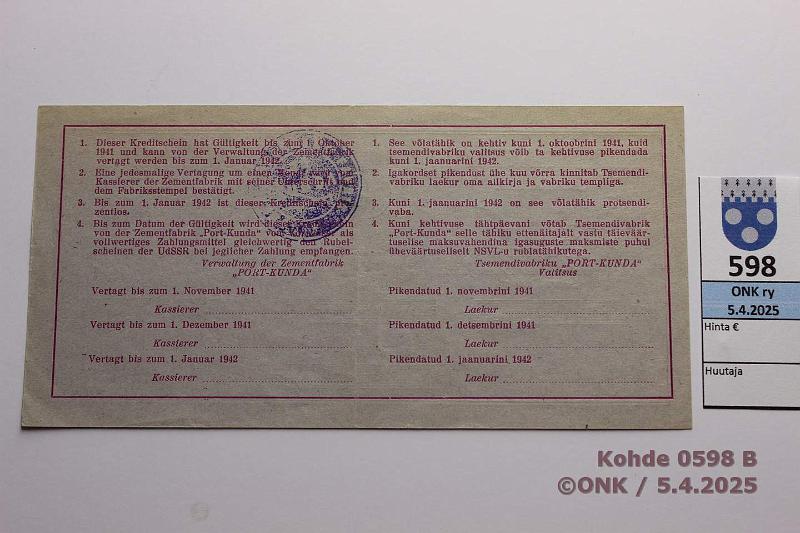 1. Dieser Kreditschein hat Gültigkeit bis zum 1. Oktober
1941 und kann von der Verwaltung der Zementfabrik
vertagt werden bis zum 1. Januar 1942.
2. Eine jedesmalige Vertagung um einen
Kassierer der Zementfabrik mit seiner Unterschrift und
dem Fabriksstempel bestätigt.
3. Bis zum 1. Januar 1942 ist dieser Kreditschein
zentlos.
4. Bis zum Datum der Gültigkeit wird dieser
von der Zementfabrik „Port-Kunda" von als
vollwertiges Zahlungsmittel gleichwertig den Rubel-
scheinen der UdSSR bei jeglicher Zahlung empfangen.
Verwaltung der Zementfabrik
„PORT-KUNDA"
Vertagt bis zum 1. November 1941
Kassierer
Vertagt bis zum 1. Dezember 1941
Kassierer
Vertagt bis zum 1. Januar 1942
Kassierer
1. See võlatähik on kehtiv kuni 1. oktoobrini 1941, kuid
tsemendivabriku valitsus võib ta kehtivuse pikendada
kuni 1. jaanuarini 1942.
2. Igakordset pikendust ühe kuu võrra kinnitab Tsemendi-
vabriku laekur oma allkirja ja vabriku templiga.
3. Kuni 1. jaanuarini 1942 on see võlatähik protsendi-
vaba.
4. Kuni kehtivuse tähtpäevani võtab Tsemendivabrik
„Port-Kunda" selle tähiku ettenäitajalt vastu täieväär-
tuselise maksuvahendina igasuguste maksmiste puhul
üheväärtuseliselt NSVL-u rublatähikutega.
Tsemendivabriku „PORT-KUNDA"
Valitsus
Pikendatud 1. novembrini 1941
Laekur
Pikendatud 1. detsembrini 1941
Laekur
Pikendatud 1. jaanuarini 1942
Laekur
598
ONK ry
5.4.2025
Hinta €
Huutaja
Kohde 0598 B
©ONK / 5.4.2025